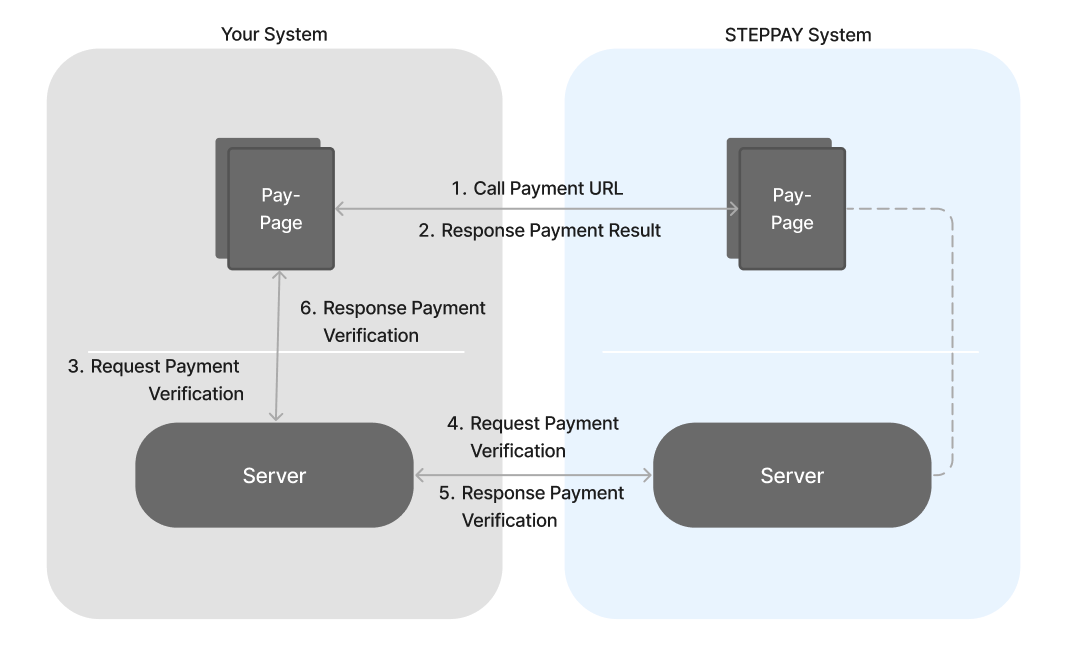 Your System
STEPPAY System
Pay-
Page
1. Call Payment URL
2. Response Payment Result
Pay-
Page
6. Response Payment
Verification
3. Request Payment
Verification
4. Request Payment
Verification
5. Response Payment
Verification
Server
Server